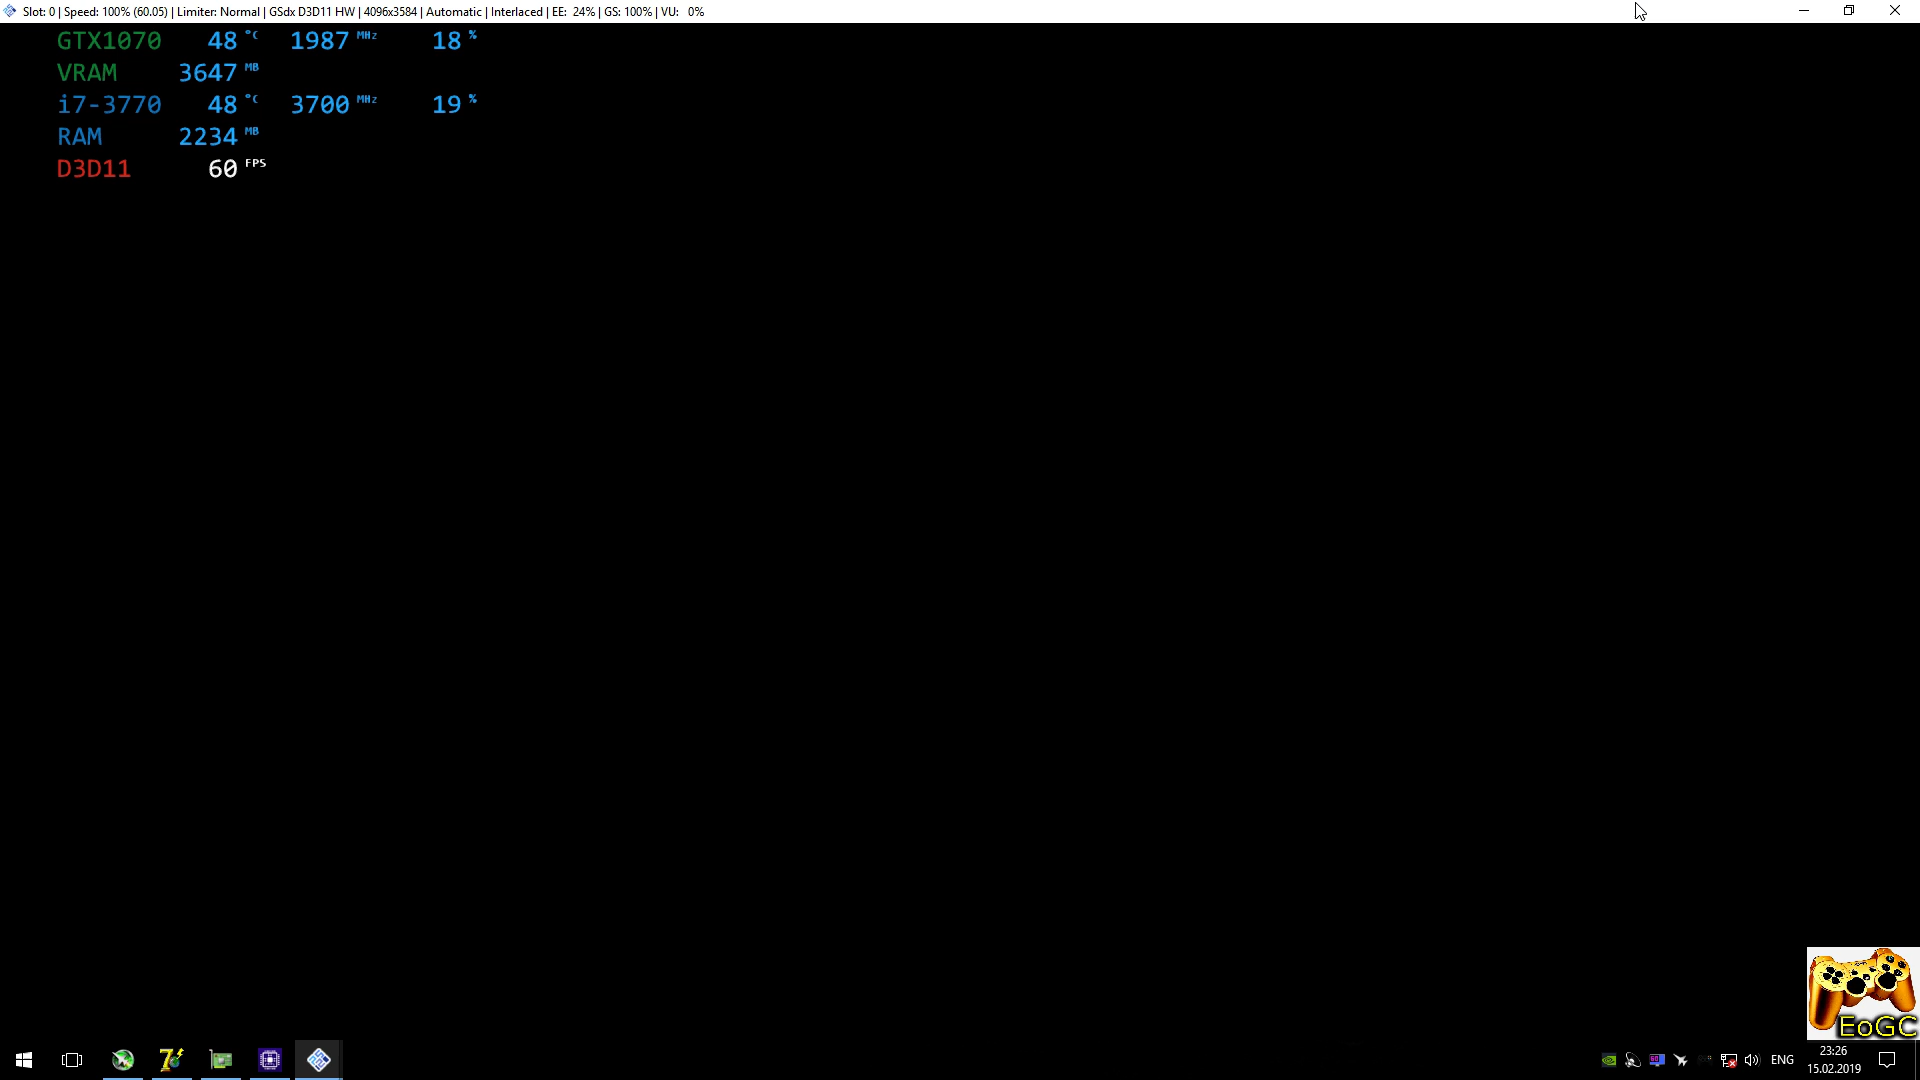 Slot: 0 | Speed: 100% (60.05) | Limiter: Normal | GSdx D3D11 HW | 4096x3584 | Automatic | Interlaced | EE: 24% | GS: 100% | VU: 0%
GTX1070 48 °C 1987 MHz 18 %
VRAM 3647 MB
i7-3770 48 °C 3700 MHz 19 %
RAM 2234 MB
D3D11 60 FPS
EoGC
7
ENG
23:26
15.02.2019